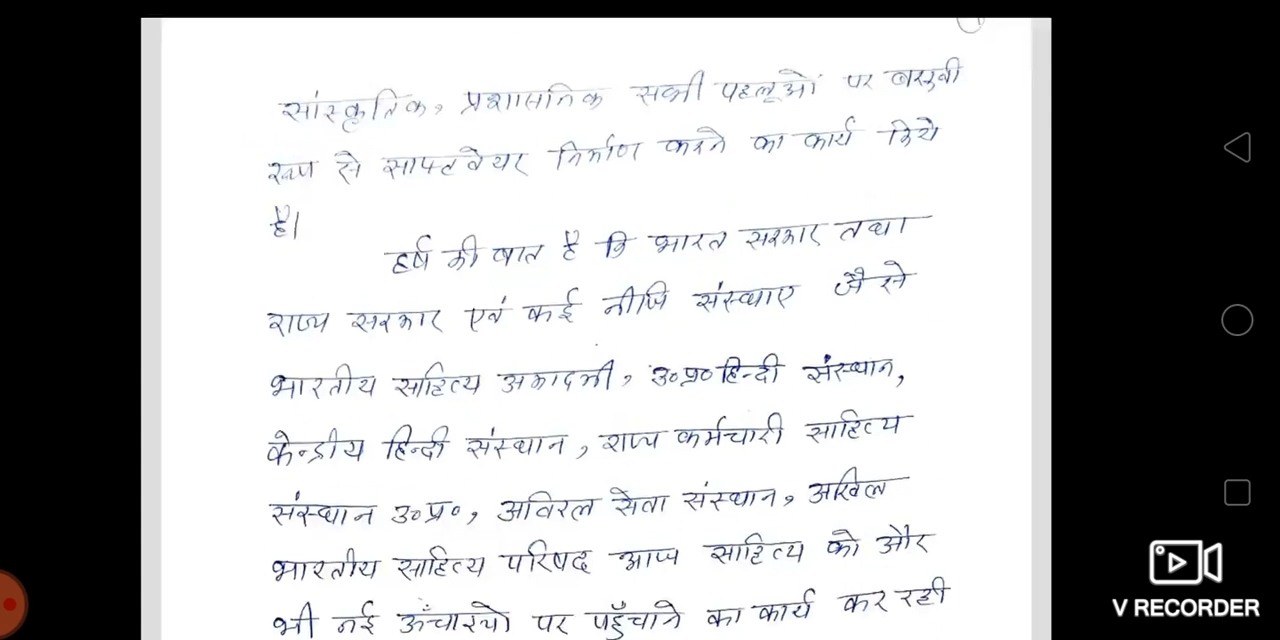 सांस्कृतिक, प्रशासनिक सभी पहलूओं पर बखुबी
रूप से साफ्टवेयर निर्माण करने का कार्य किये
है।
हर्ष की बात है कि भारत सरकार तथा
राज्य सरकार एवं कई नीजि संस्थाए जैसे
भारतीय साहित्य अकादमी, उ०प्र० हिन्दी संस्थान,
केन्द्रीय हिन्दी संस्थान, राज्य कर्मचारी साहित्य
संस्थान उ०प्र०, अविरल सेवा संस्थान, अखिल
भारतीय साहित्य परिषद आज साहित्य को और
भी नई ऊँचाइयो पर पहुँचाने का कार्य कर रही
V RECORDER